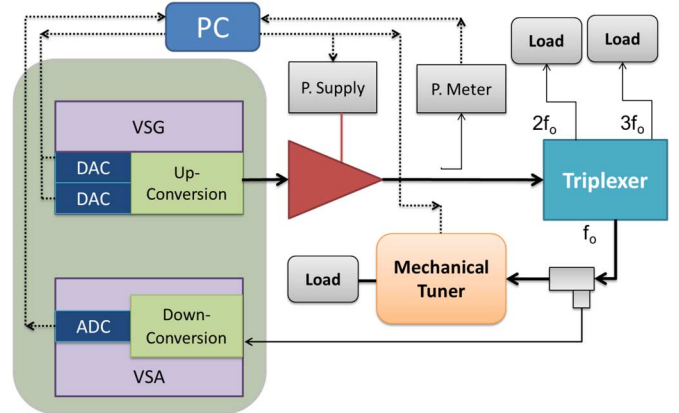 PC
Load
Load
P. Supply
P. Meter
VSG
2fo
3fo
DAC
Up-
Conversion
DAC
Triplexer
fo
Mechanical
Tuner
Load
ADC
Down-
Conversion
VSA